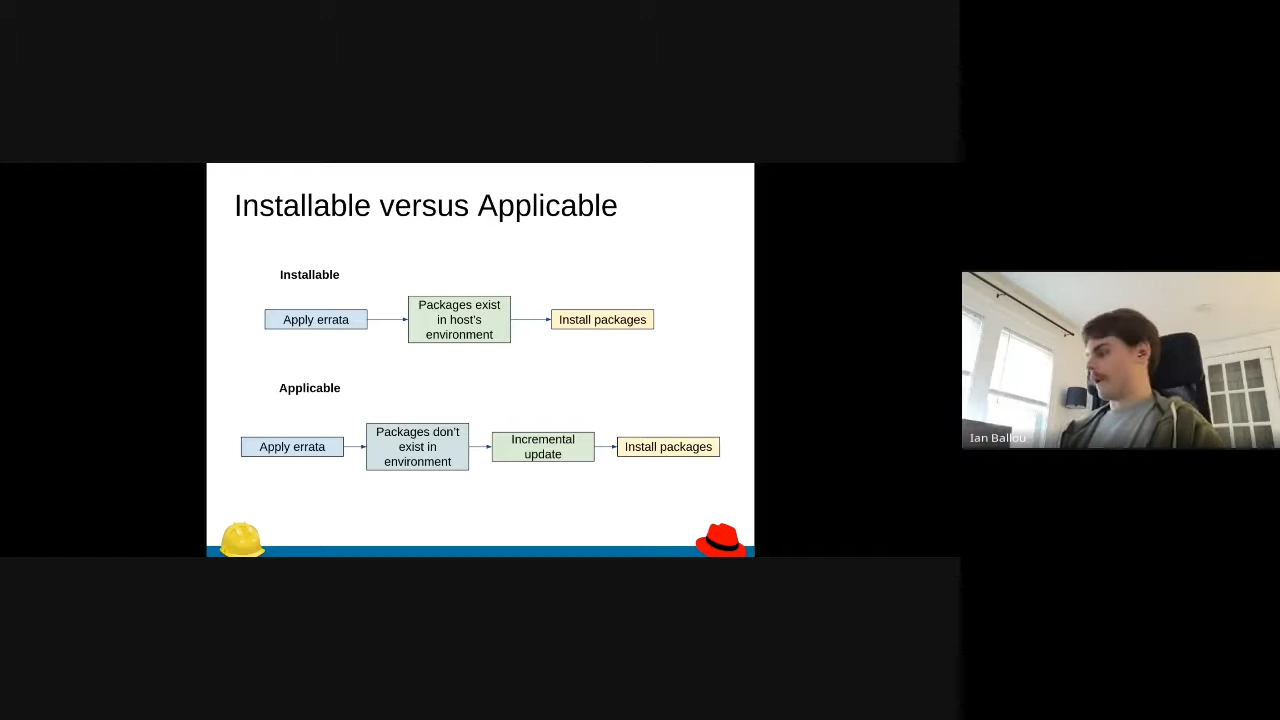 Installable versus Applicable
Installable
Apply errata
Packages exist
in host's
environment
Install packages
Applicable
Apply errata
Packages don't
exist in
environment
Incremental
update
Install packages
Ian Ballou